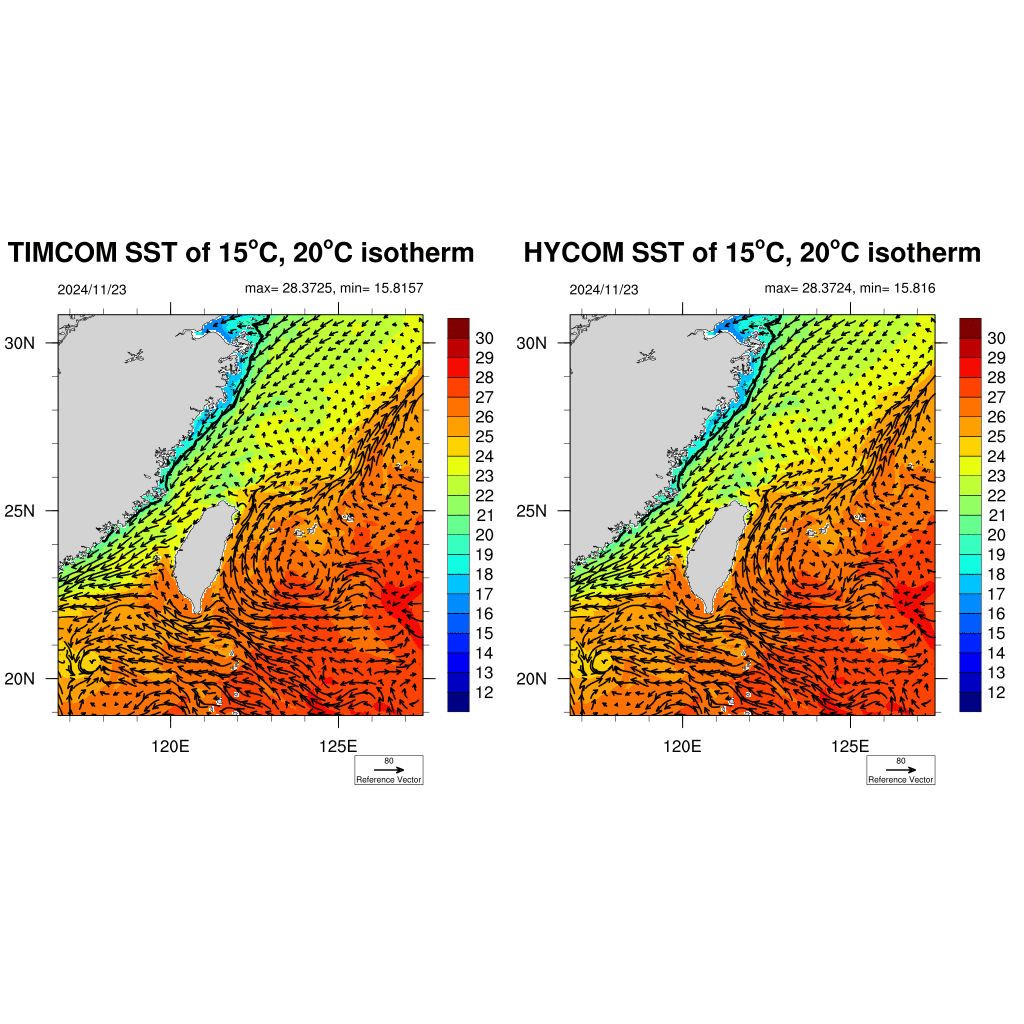 TIMCOM SST of 15°C, 20°C isotherm
2024/11/23
max= 28.3725, min= 15.8157
30N
25N
20N
120E
125E
30
29
28
27
26
25
24
23
22
21
20
19
18
17
16
15
14
13
12
80
Reference Vector
HYCOM SST of 15°C, 20°C isotherm
2024/11/23
max= 28.3724, min= 15.816
30N
25N
20N
120E
125E
30
29
28
27
26
25
24
23
22
21
20
19
18
17
16
15
14
13
12
80
Reference Vector